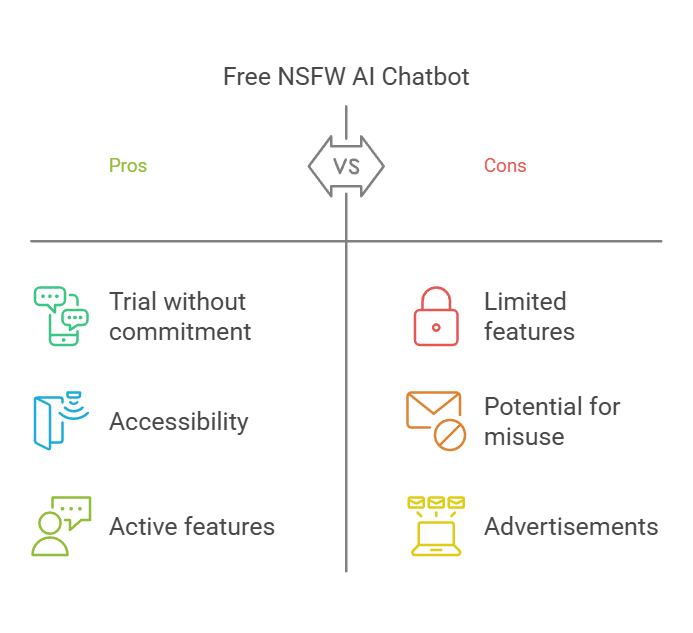 Free NSFW AI Chatbot
Pros
VS
Cons
Trial without
commitment
Limited
features
Accessibility
Potential for
misuse
Active features
Advertisements